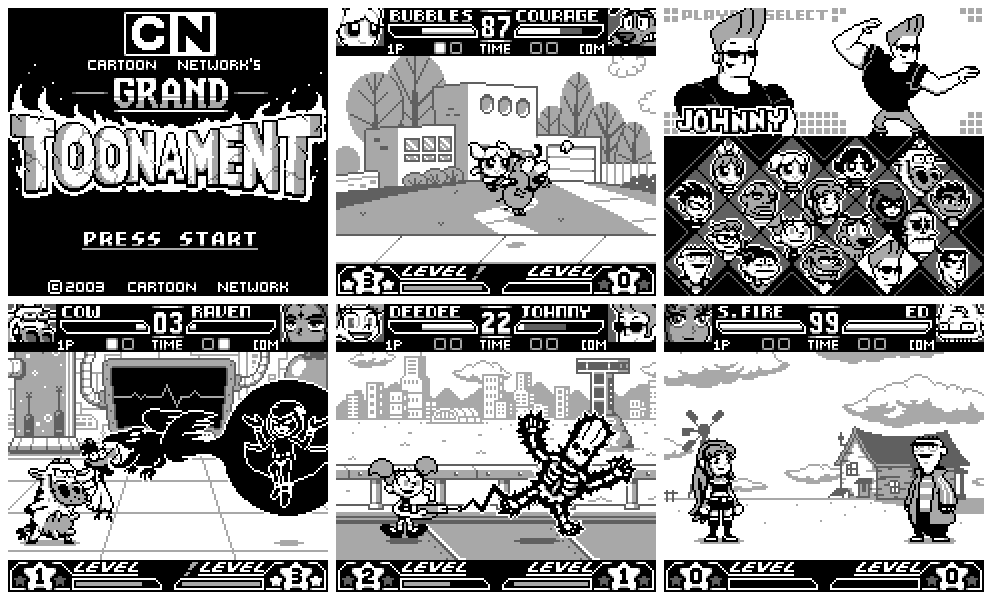 CN
CARTOON NETWORK'S
GRAND
TOONAMENT
PRESS START
©2003 CARTOON NETWORK
BUBBLES 87 COURAGE
1P TIME COM
3 LEVEL LEVEL 0
PLAYER SELECT
JOHNNY
COW 03 RAVEN
1P TIME COM
1 LEVEL LEVEL 3
DEEDEE 22 JOHNNY
1P TIME COM
2 LEVEL LEVEL 1
S.FIRE 99 ED
1P TIME COM
0 LEVEL LEVEL 0